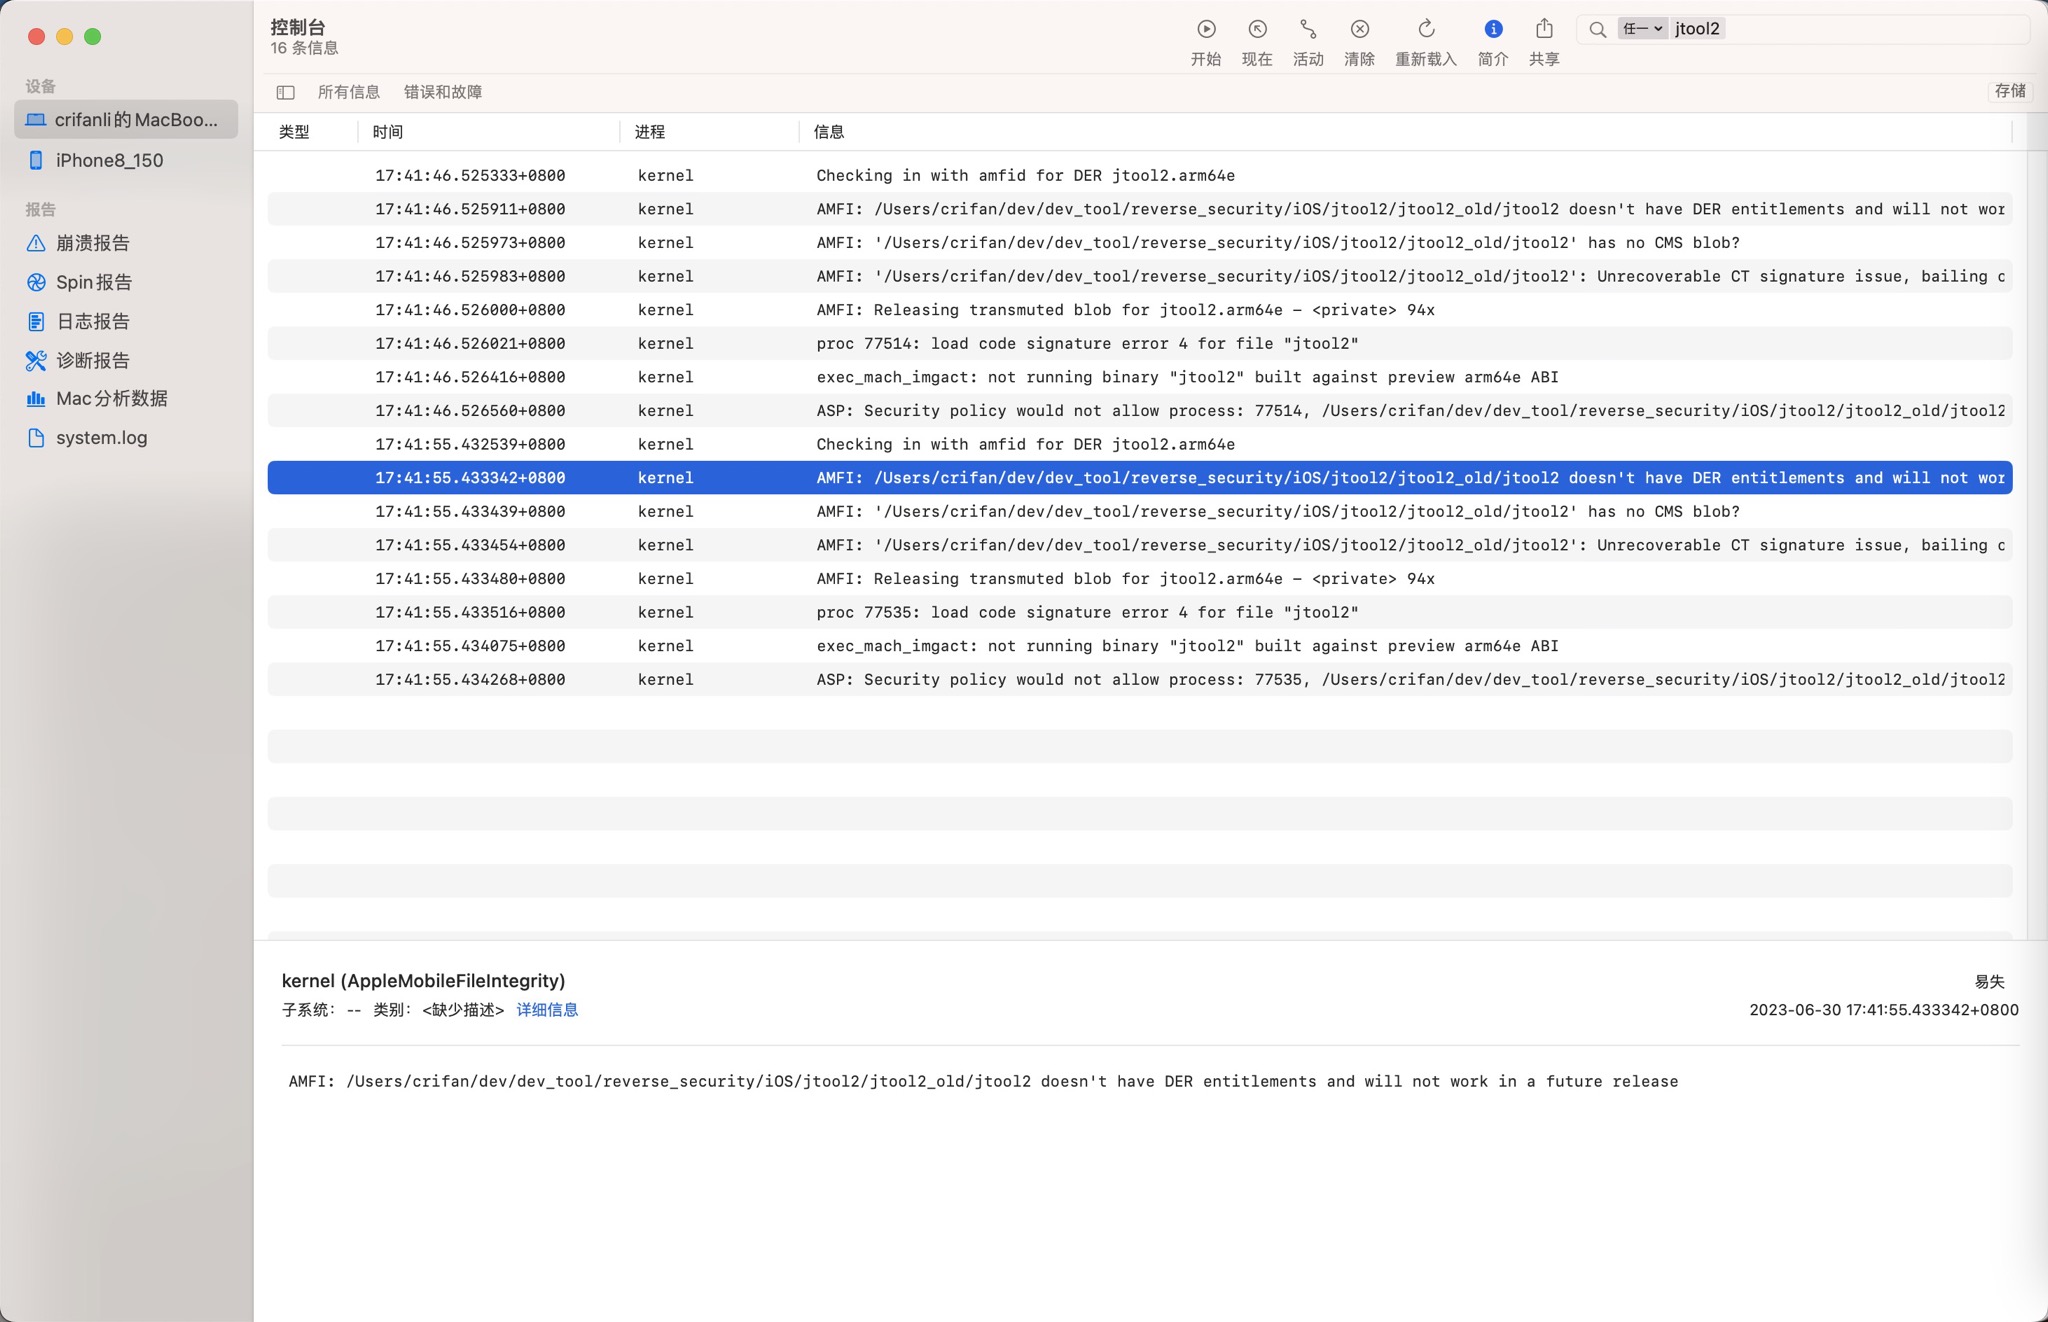 控制台
16 条信息
开始 现在 活动 清除 重新载入 简介 共享
任一 jtool2
设备
crifanli的MacBoo...
iPhone8_150
报告
崩溃报告
Spin报告
日志报告
诊断报告
Mac分析数据
system.log
所有信息 错误和故障 存储
类型 时间 进程 信息
17:41:46.525333+0800 kernel Checking in with amfid for DER jtool2.arm64e
17:41:46.525911+0800 kernel AMFI: /Users/crifan/dev/dev_tool/reverse_security/iOS/jtool2/jtool2_old/jtool2 doesn't have DER entitlements and will not wor
17:41:46.525973+0800 kernel AMFI: '/Users/crifan/dev/dev_tool/reverse_security/iOS/jtool2/jtool2_old/jtool2' has no CMS blob?
17:41:46.525983+0800 kernel AMFI: '/Users/crifan/dev/dev_tool/reverse_security/iOS/jtool2/jtool2_old/jtool2': Unrecoverable CT signature issue, bailing o
17:41:46.526000+0800 kernel AMFI: Releasing transmuted blob for jtool2.arm64e – <private> 94x
17:41:46.526021+0800 kernel proc 77514: load code signature error 4 for file "jtool2"
17:41:46.526416+0800 kernel exec_mach_imgact: not running binary "jtool2" built against preview arm64e ABI
17:41:46.526560+0800 kernel ASP: Security policy would not allow process: 77514, /Users/crifan/dev/dev_tool/reverse_security/iOS/jtool2/jtool2_old/jtool2
17:41:55.432539+0800 kernel Checking in with amfid for DER jtool2.arm64e
17:41:55.433342+0800 kernel AMFI: /Users/crifan/dev/dev_tool/reverse_security/iOS/jtool2/jtool2_old/jtool2 doesn't have DER entitlements and will not wor
17:41:55.433439+0800 kernel AMFI: '/Users/crifan/dev/dev_tool/reverse_security/iOS/jtool2/jtool2_old/jtool2' has no CMS blob?
17:41:55.433454+0800 kernel AMFI: '/Users/crifan/dev/dev_tool/reverse_security/iOS/jtool2/jtool2_old/jtool2': Unrecoverable CT signature issue, bailing o
17:41:55.433480+0800 kernel AMFI: Releasing transmuted blob for jtool2.arm64e – <private> 94x
17:41:55.433516+0800 kernel proc 77535: load code signature error 4 for file "jtool2"
17:41:55.434075+0800 kernel exec_mach_imgact: not running binary "jtool2" built against preview arm64e ABI
17:41:55.434268+0800 kernel ASP: Security policy would not allow process: 77535, /Users/crifan/dev/dev_tool/reverse_security/iOS/jtool2/jtool2_old/jtool2
kernel (AppleMobileFileIntegrity) 易失
子系统： -- 类别： <缺少描述> 详细信息 2023-06-30 17:41:55.433342+0800
AMFI: /Users/crifan/dev/dev_tool/reverse_security/iOS/jtool2/jtool2_old/jtool2 doesn't have DER entitlements and will not work in a future release